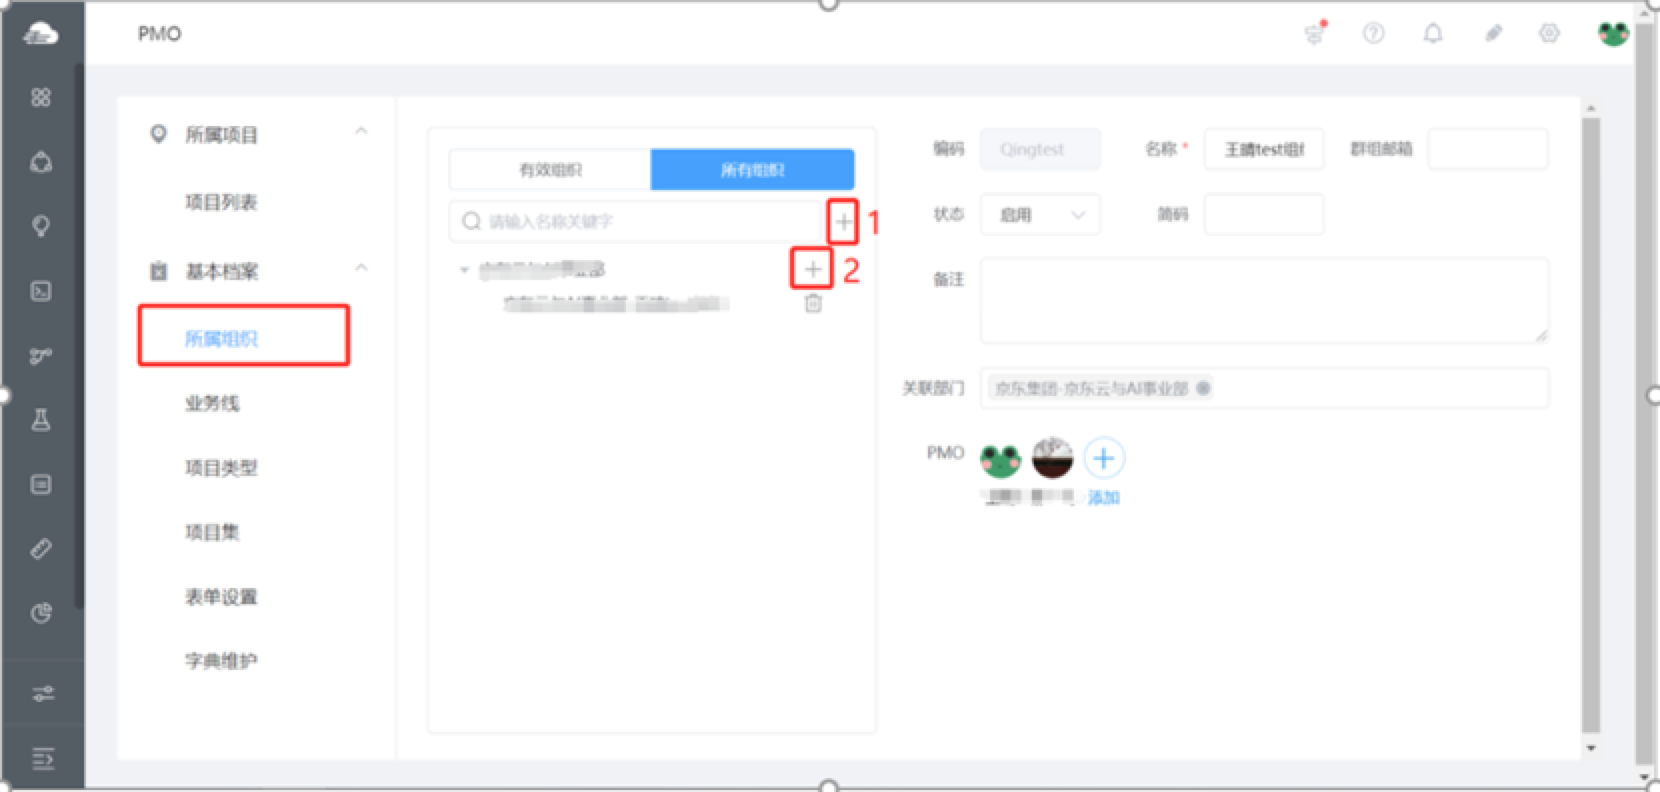 PMO
所属项目
项目列表
基本档案
所属组织
业务线
项目类型
项目集
表单设置
字典维护
有效组织
所有组织
请输入名称关键字
1
2
编码
Qingtest
名称 *
王晴test组f
群组邮箱
状态
启用
简码
备注
关联部门
京东集团-京东云与AI事业部
PMO
添加